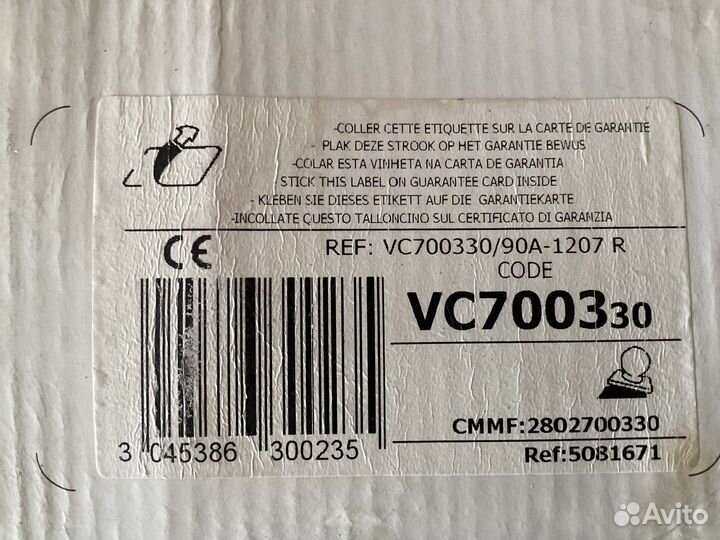 -COLLER CETTE ETIQUETTE SUR LA CARTE DE GARANTIE
- PLAK DEZE STROOK OP HET GARANTIE BEWUS
-COLAR ESTA VINHETA NA CARTA DE GARANTIA
- STICK THIS LABEL ON GUARANTEE CARD INSIDE
- KLEBEN SIE DIESES ETIKETT AUF DIE GARANTIEKARTE
-INCOLLATE QUESTO TALLONCINO SUL CERTIFICATO DI GARANZIA
CE
REF: VC700330/90A-1207 R
CODE
VC700330
CMMF:2802700330
3 045386 300235
Ref:5081671
Avito